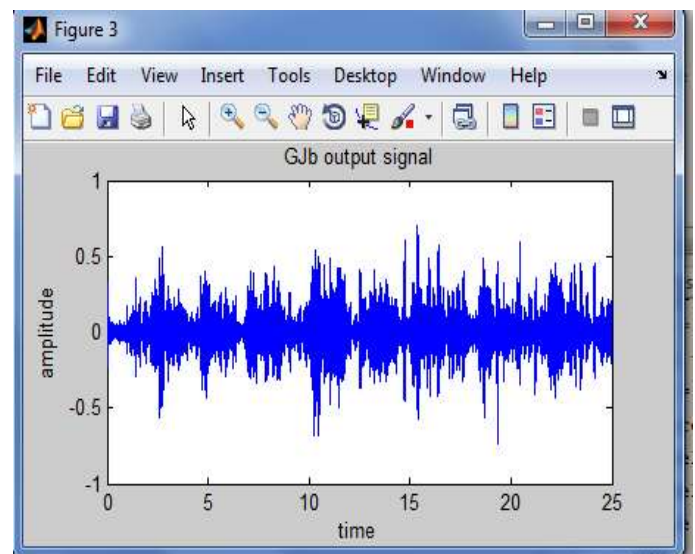 Figure 3
File Edit View Insert Tools Desktop Window Help
GJb output signal
1
0.5
0
-0.5
-1
amplitude
0 5 10 15 20 25
time